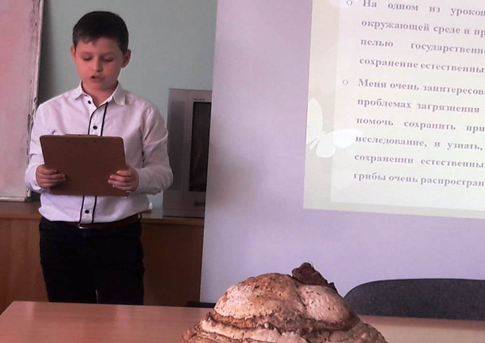 На одном из уроков
окружающей среде и пр
целью государственн
сохранение естественны
Меня очень заинтересов
проблемах загрязнения
помочь сохранить при
исследование, и узнать,
сохранении естественны
грибы очень распростран